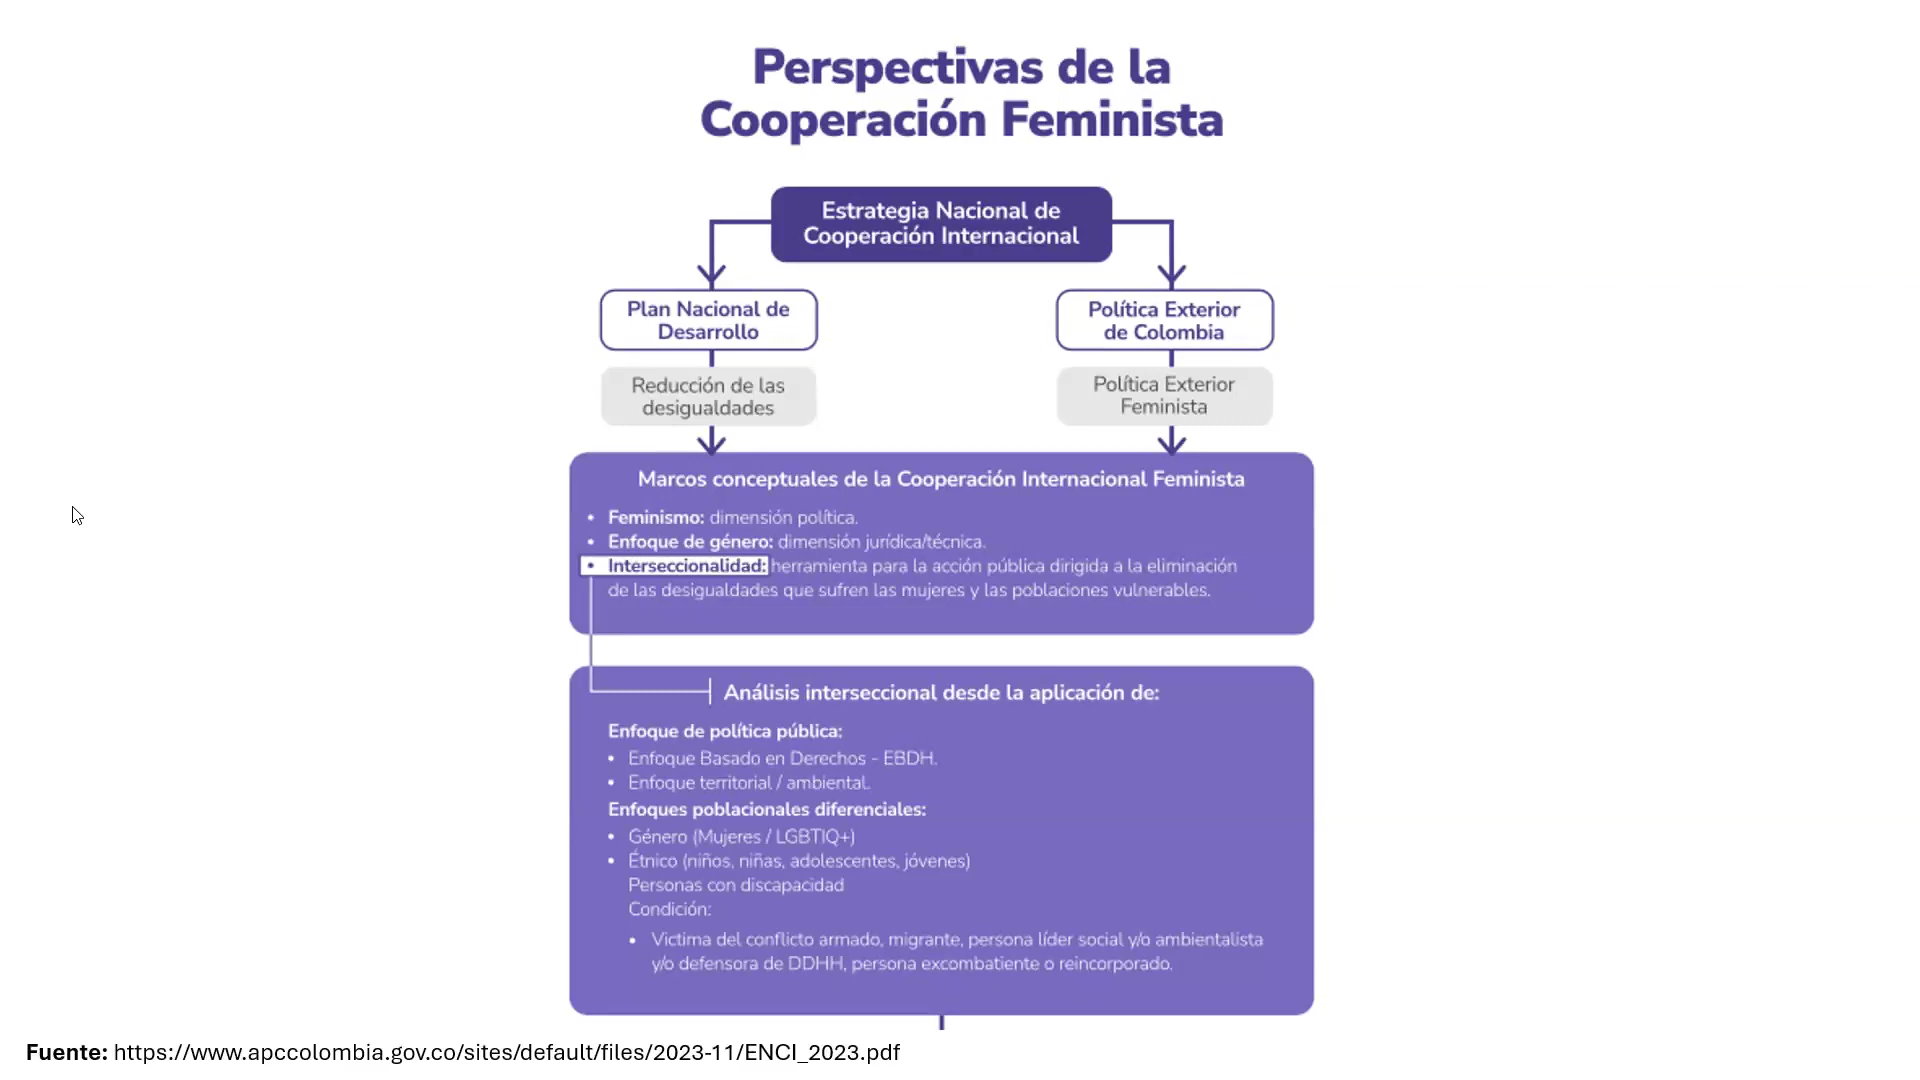 Perspectivas de la
Cooperación Feminista
Estrategia Nacional de
Cooperación Internacional
Plan Nacional de
Desarrollo
Política Exterior
de Colombia
Reducción de las
desigualdades
Política Exterior
Feminista
Marcos conceptuales de la Cooperación Internacional Feminista
• Feminismo: dimensión política.
• Enfoque de género: dimensión jurídica/técnica.
• Interseccionalidad: herramienta para la acción pública dirigida a la eliminación
de las desigualdades que sufren las mujeres y las poblaciones vulnerables.
Análisis interseccional desde la aplicación de:
Enfoque de política pública:
• Enfoque Basado en Derechos - EBDH.
• Enfoque territorial / ambiental.
Enfoques poblacionales diferenciales:
• Género (Mujeres / LGBTIQ+)
• Étnico (niños, niñas, adolescentes, jóvenes)
Personas con discapacidad
Condición:
• Victima del conflicto armado, migrante, persona líder social y/o ambientalista
y/o defensora de DDHH, persona excombatiente o reincorporado.
Fuente: https://www.apccolombia.gov.co/sites/default/files/2023-11/ENCI_2023.pdf